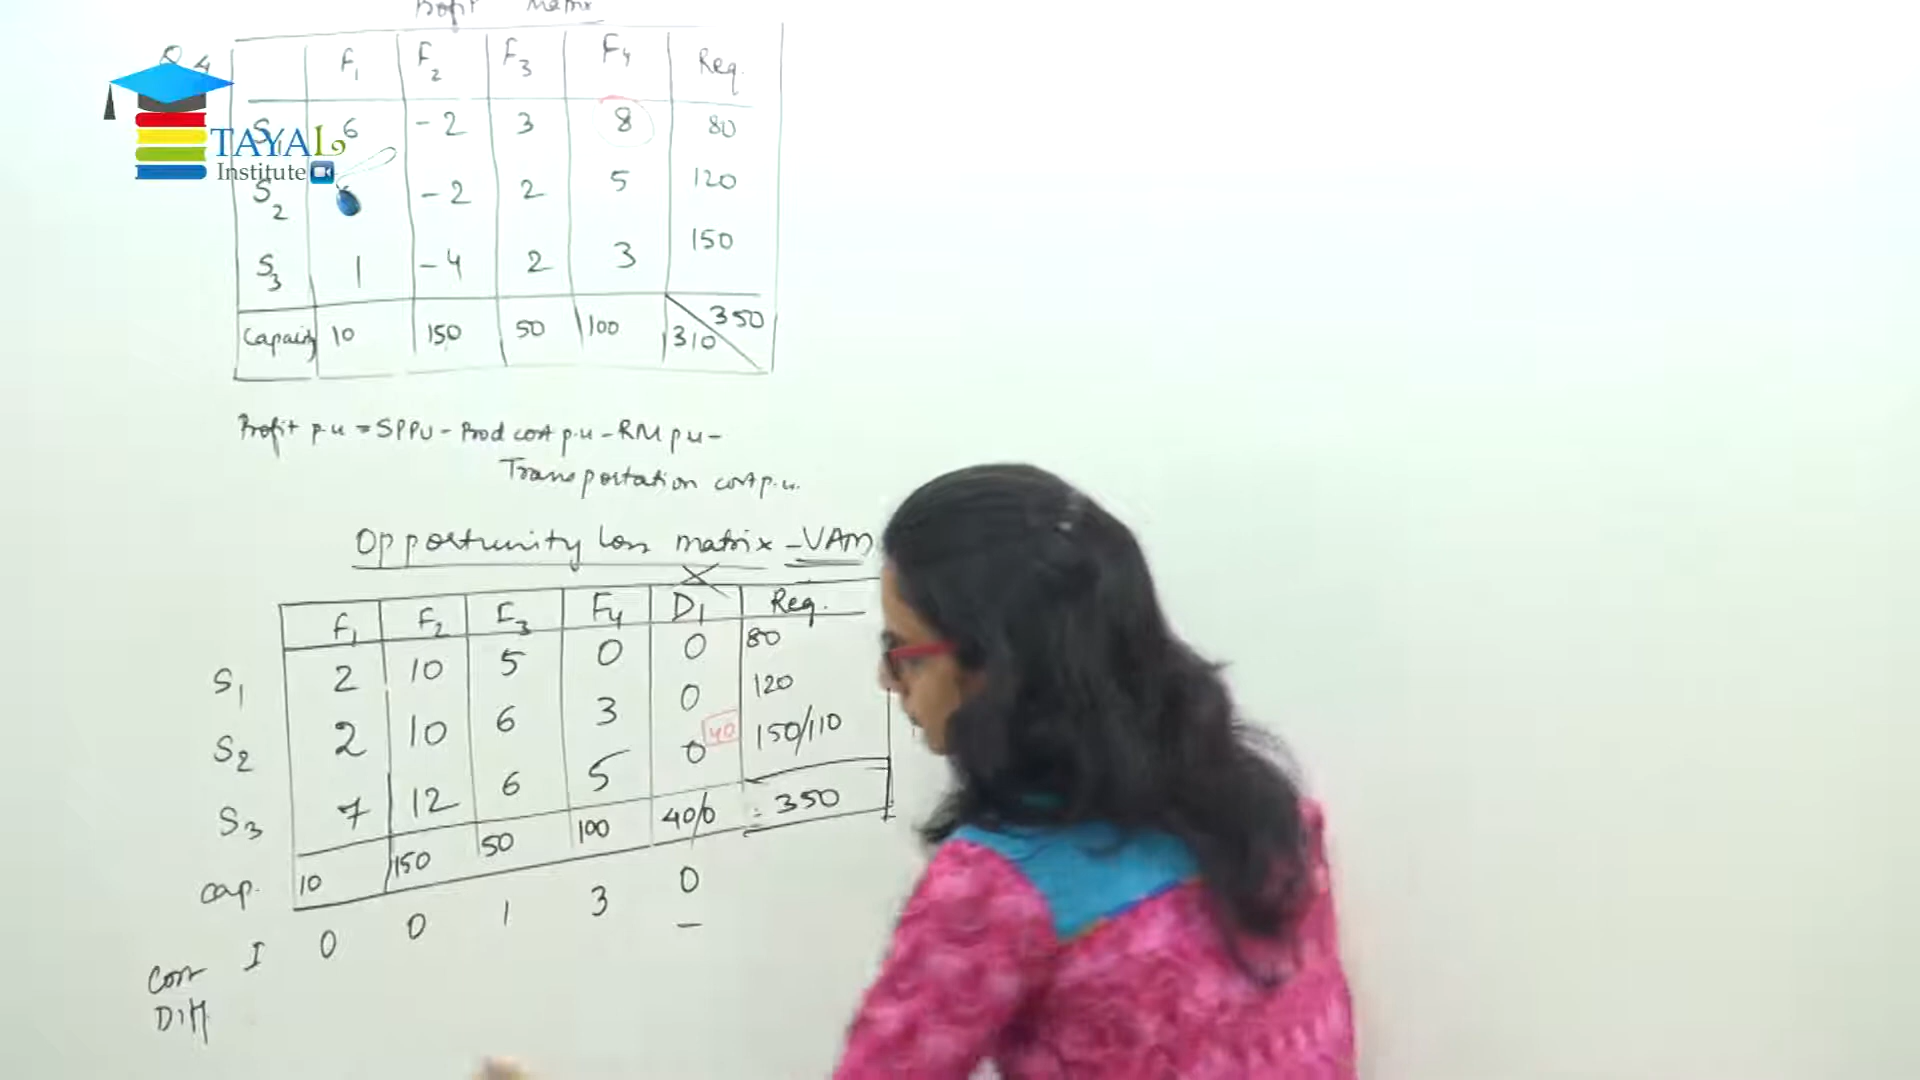 Profit Matrix
Q 4
F1 F2 F3 F4 Req.
S1 6 -2 3 8 80
S2 -2 2 5 120
S3 1 -4 2 3 150
Capacity 10 150 50 100 310 350
TAYAL
Institute
Profit p.u = SPPU - Prod cost p.u - RM p u -
Transportation cost p.u.
Opportunity loss matrix - VAM
F1 F2 F3 F4 D1 Req.
S1 2 10 5 0 0 80
S2 2 10 6 3 0 120
S3 7 12 6 5 0 40 150/110
cap. 10 150 50 100 40/0 = 350
Cost Diff I 0 0 1 3 0
-